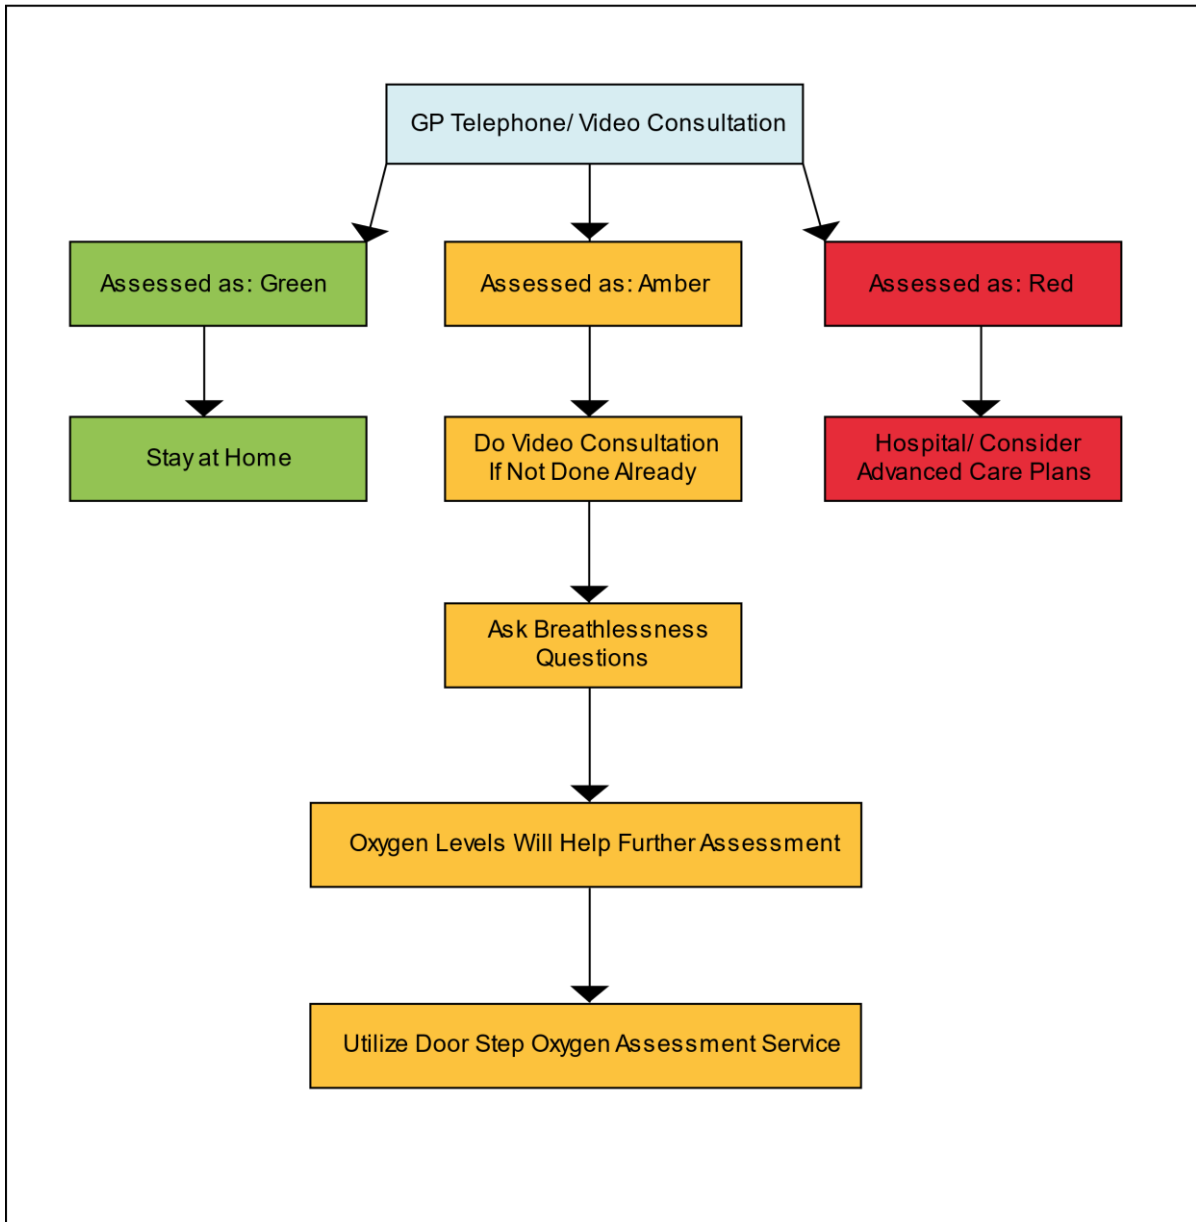 GP Telephone/ Video Consultation
Assessed as: Green
Assessed as: Amber
Assessed as: Red
Stay at Home
Do Video Consultation
If Not Done Already
Hospital/ Consider
Advanced Care Plans
Ask Breathlessness
Questions
Oxygen Levels Will Help Further Assessment
Utilize Door Step Oxygen Assessment Service